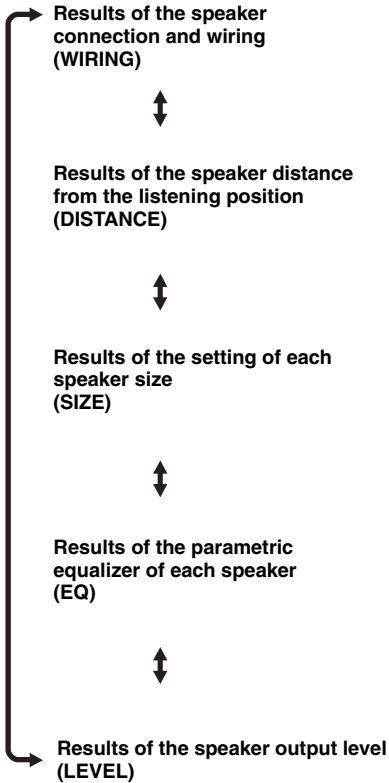 Results of the speaker
connection and wiring
(WIRING)
Results of the speaker distance
from the listening position
(DISTANCE)
Results of the setting of each
speaker size
(SIZE)
Results of the parametric
equalizer of each speaker
(EQ)
Results of the speaker output level
(LEVEL)